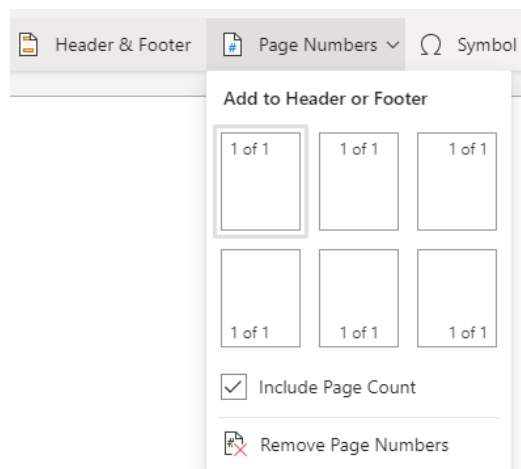 Header & Footer Page Numbers Symbol
Add to Header or Footer
1 of 1 1 of 1 1 of 1
1 of 1 1 of 1 1 of 1
Include Page Count
Remove Page Numbers